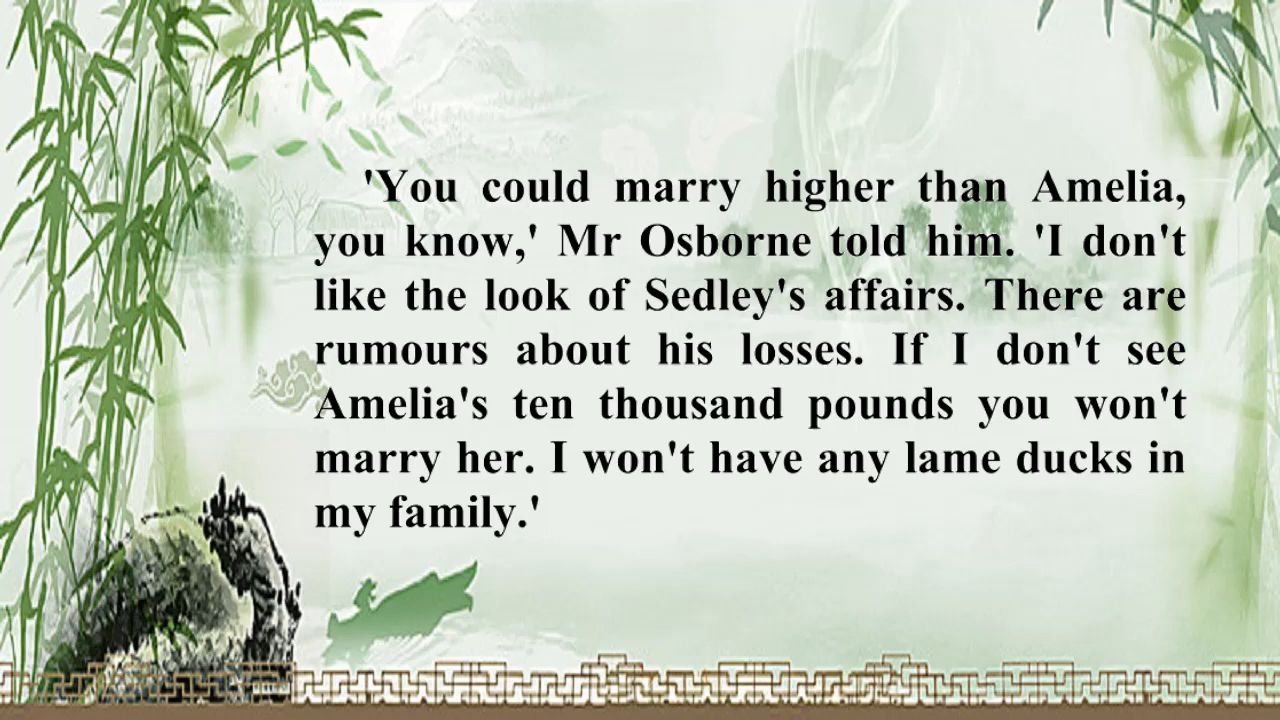 'You could marry higher than Amelia,
you know,' Mr Osborne told him. 'I don't
like the look of Sedley's affairs. There are
rumours about his losses. If I don't see
Amelia's ten thousand pounds you won't
marry her. I won't have any lame ducks in
my family.'